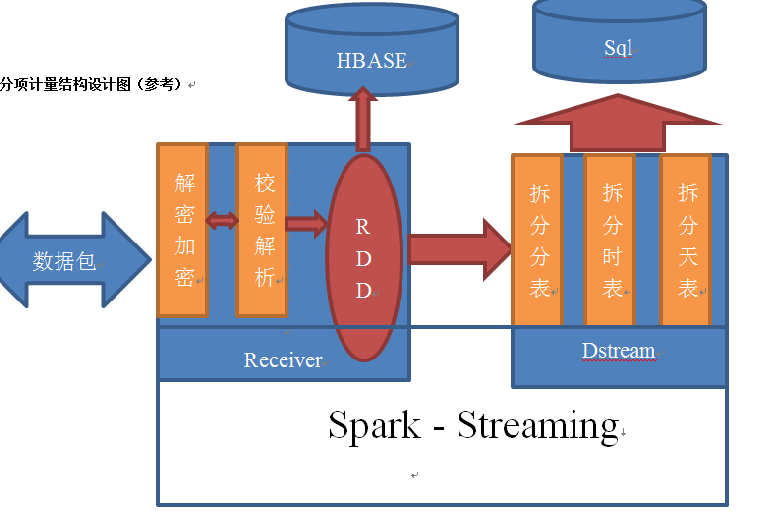 Sql
HBASE
分项计量结构设计图（参考）
数据包
解密加密
校验解析
RDD
拆分分表
拆分时表
拆分天表
Receiver
Dstream
Spark - Streaming